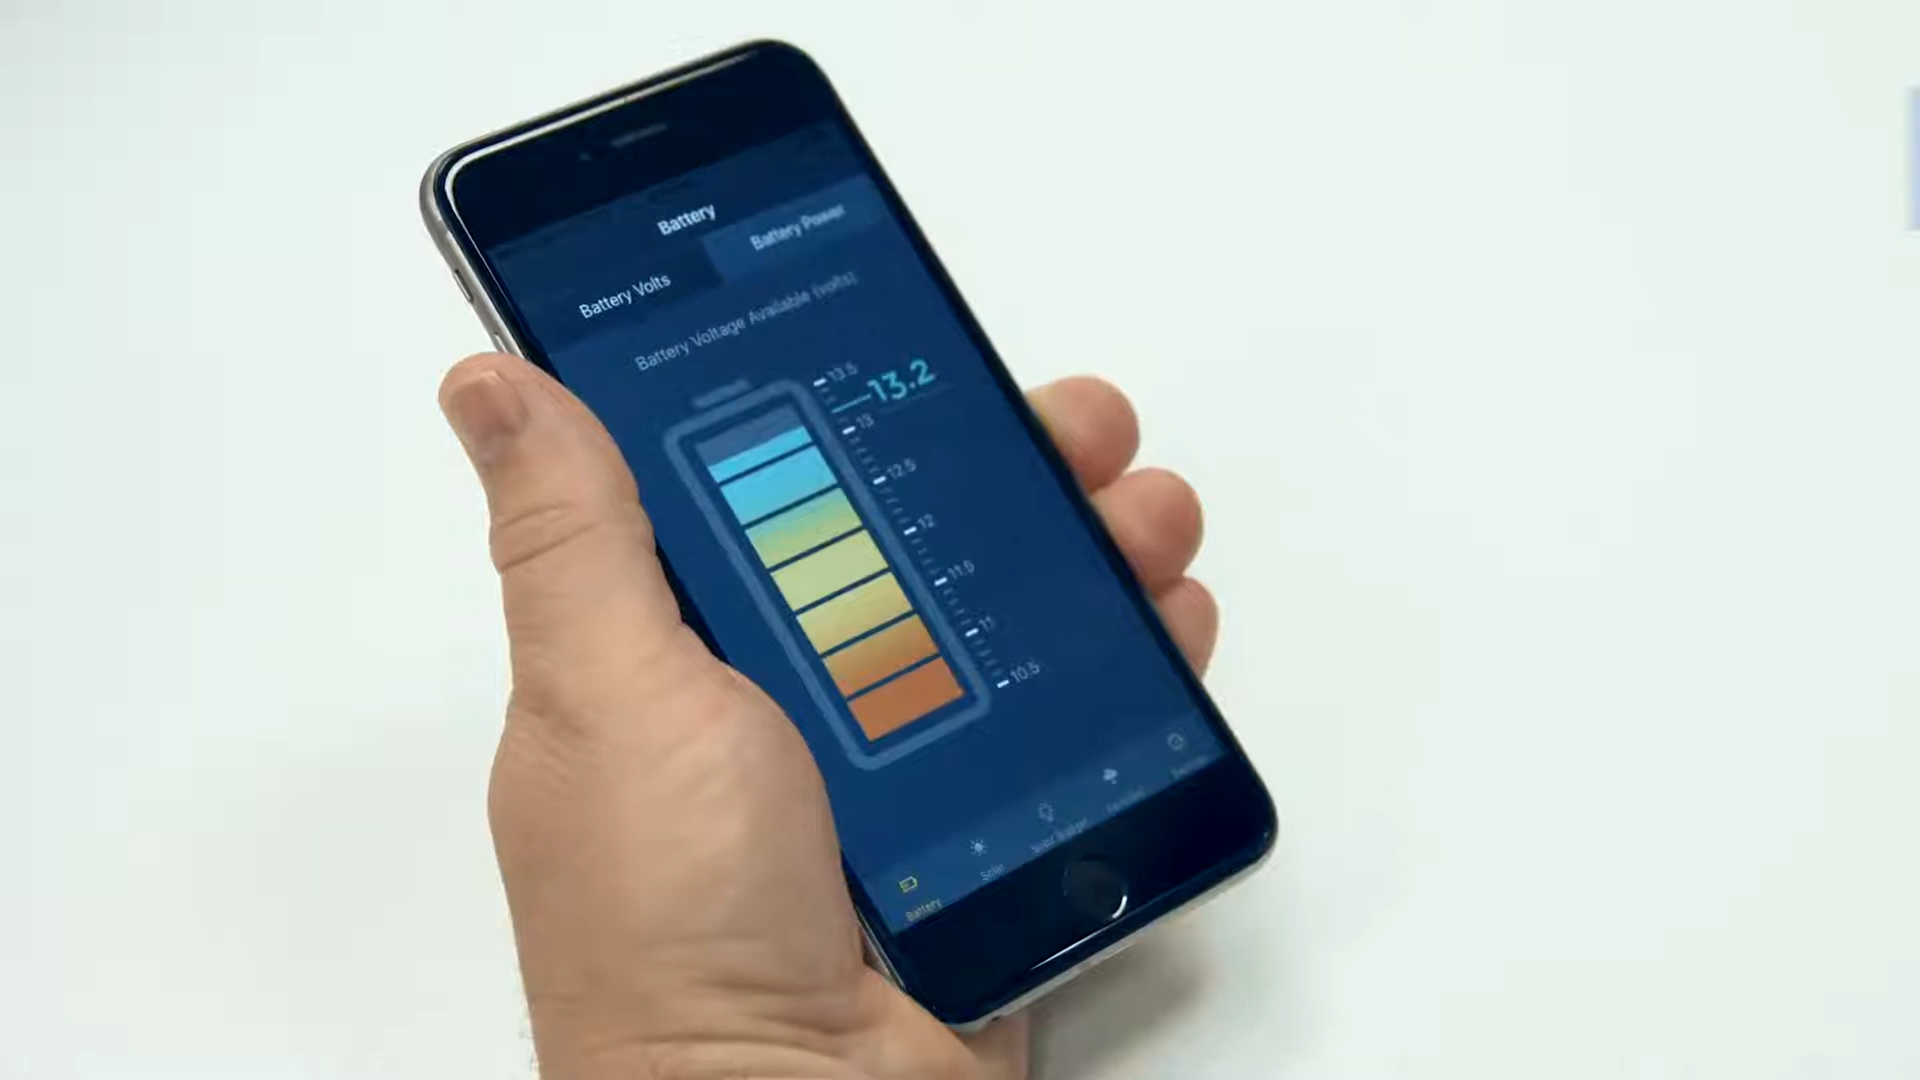 Battery
Battery Volts
Battery Power
Battery Voltage Available (volts)
13.5
13.2
13
12.5
12
11.5
11
10.5
Battery
Solar